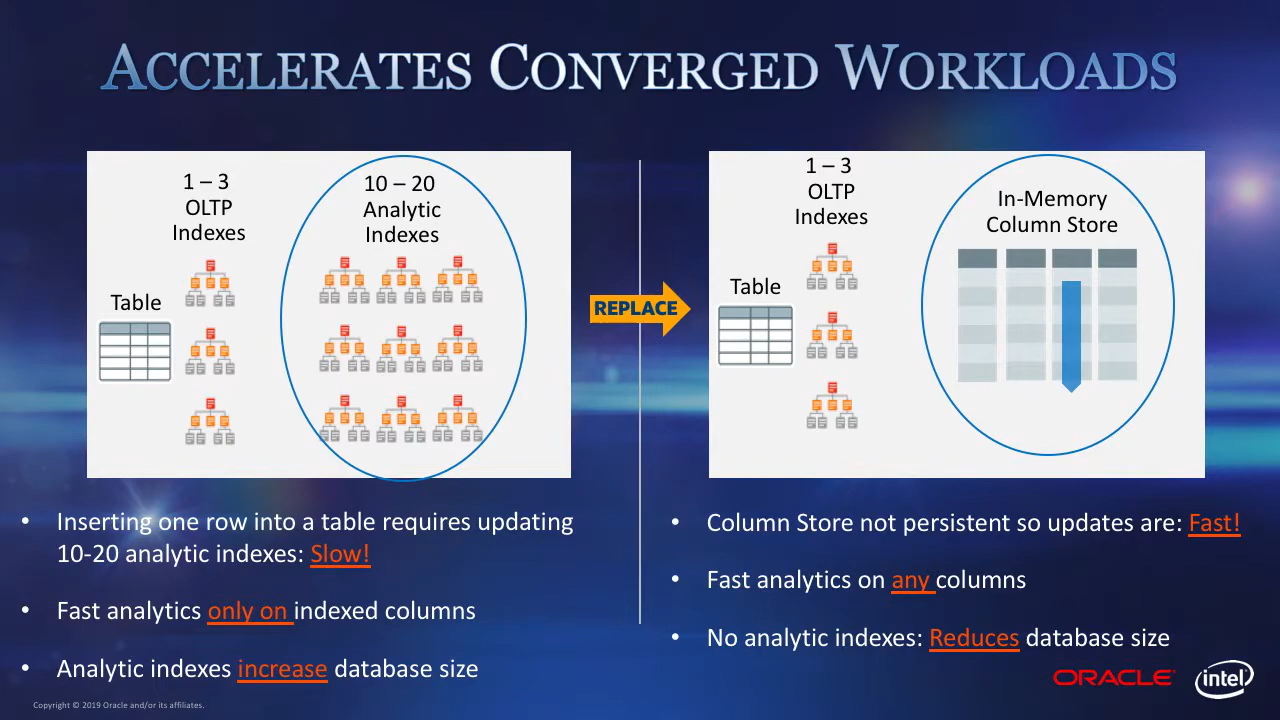 ACCELERATES CONVERGED WORKLOADS
1 – 3
OLTP
Indexes
10 – 20
Analytic
Indexes
Table
REPLACE
1 – 3
OLTP
Indexes
In-Memory
Column Store
Table
• Inserting one row into a table requires updating
10-20 analytic indexes: Slow!
• Fast analytics only on indexed columns
• Analytic indexes increase database size
• Column Store not persistent so updates are: Fast!
• Fast analytics on any columns
• No analytic indexes: Reduces database size
ORACLE
intel
Copyright © 2019 Oracle and/or its affiliates.